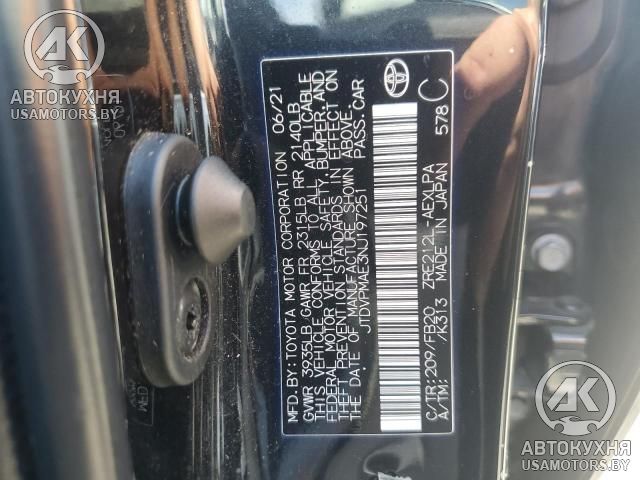 AK
АВТОКУХНЯ
USAMOTORS.BY
MFD.BY: TOYOTA MOTOR CORPORATION 06/21
GVWR 3935LB GAWR FR 2315LB RR 2140LB
THIS VEHICLE CONFORMS TO ALL APPLICABLE
FEDERAL MOTOR VEHICLE SAFETY, BUMPER, AND
THEFT PREVENTION STANDARDS IN EFFECT ON
THE DATE OF MANUFACTURE SHOWN ABOVE.
JTDVPMAE3NJ197251 PASS. CAR
C/TR:209/FB20 ZRE212L-AEXLPA
A/TM: /K313 MADE IN JAPAN 578 C
AK
АВТОКУХНЯ
USAMOTORS.BY